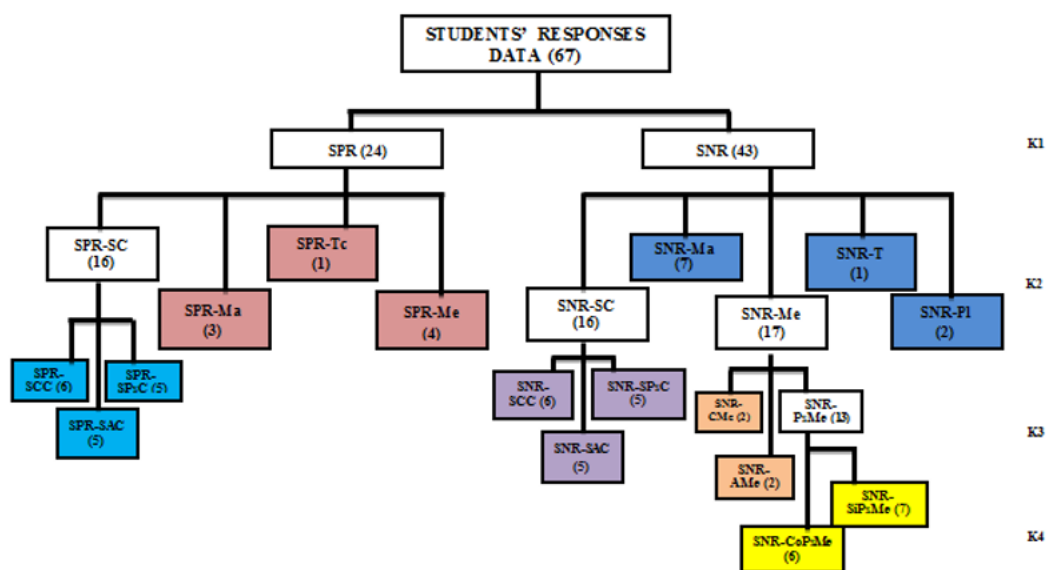 STUDENTS' RESPONSES
DATA (67)
SPR (24)
SNR (43)
K1
SPR-SC
(16)
SPR-Tc
(1)
SNR-Ma
(7)
SNR-T
(1)
K2
SPR-Ma
(3)
SPR-Me
(4)
SNR-SC
(16)
SNR-Me
(17)
SNR-Pl
(2)
SPR-
SCC (6)
SPR-
SPsC (5)
SPR-SAC
(5)
SNR-
SCC (6)
SNR-SPsC
(5)
SNR-SAC
(5)
SNR-
CMe (2)
SNR-
PsMe (13)
K3
SNR-
AMe (2)
SNR-
SiPsMe (7)
SNR-CoPsMe
(6)
K4